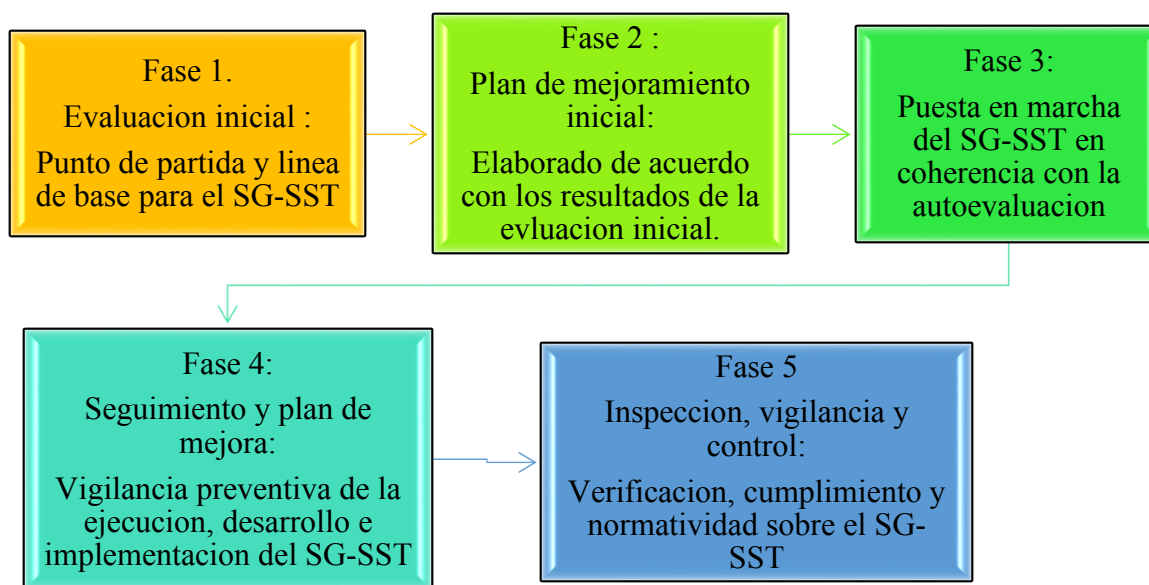 Fase 1.
Evaluacion inicial :
Punto de partida y linea
de base para el SG-SST
Fase 2 :
Plan de mejoramiento
inicial:
Elaborado de acuerdo
con los resultados de la
evluacion inicial.
Fase 3:
Puesta en marcha
del SG-SST en
coherencia con la
autoevaluacion
Fase 4:
Seguimiento y plan de
mejora:
Vigilancia preventiva de la
ejecucion, desarrollo e
implementacion del SG-SST
Fase 5
Inspeccion, vigilancia y
control:
Verificacion, cumplimiento y
normatividad sobre el SG-
SST